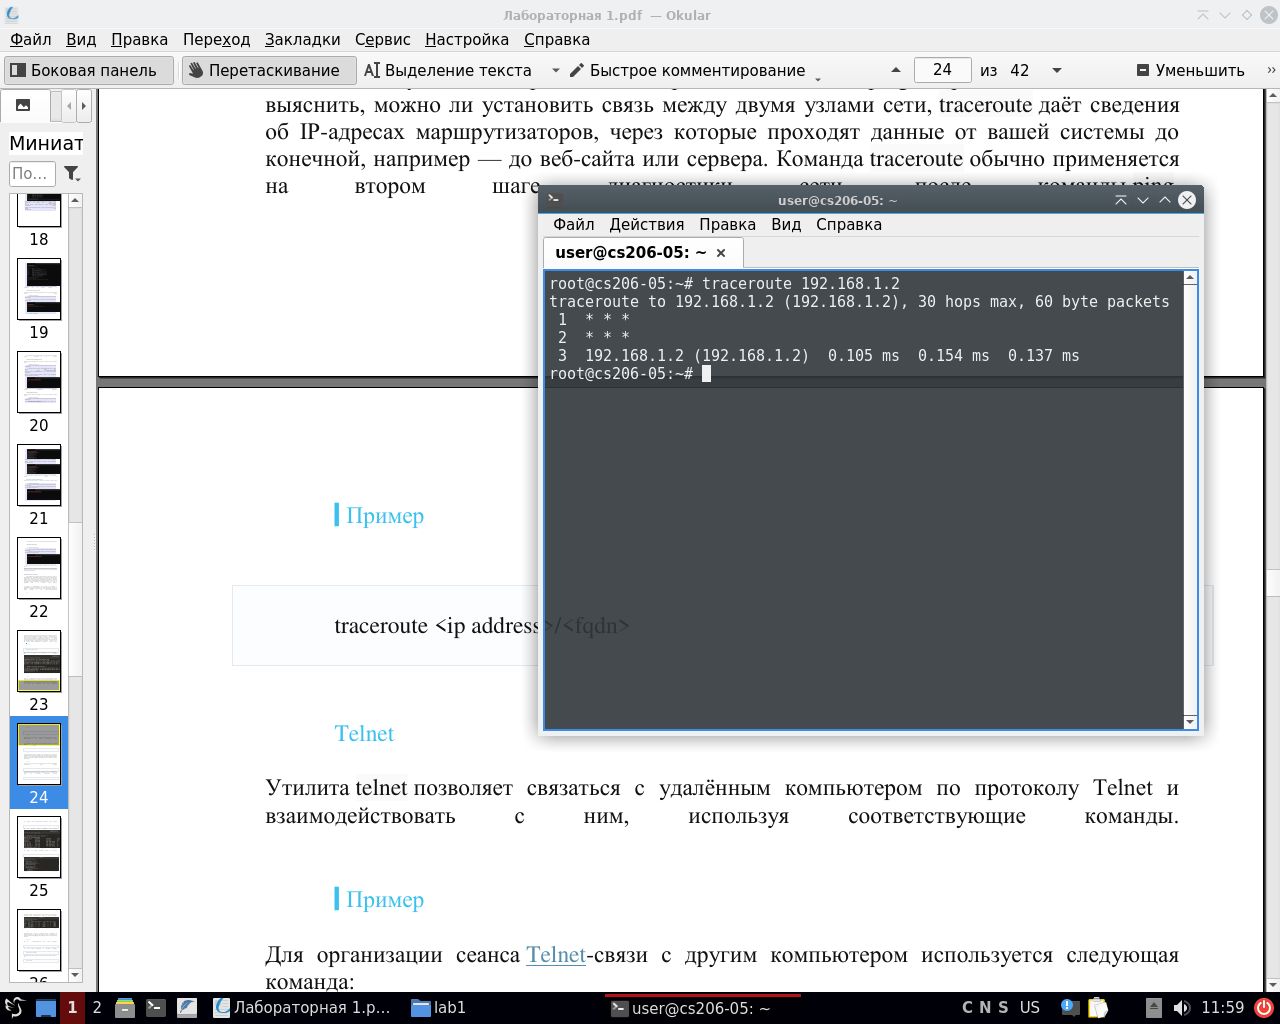 Лабораторная 1.pdf — Okular
Файл Вид Правка Переход Закладки Сервис Настройка Справка
Боковая панель Перетаскивание Выделение текста Быстрое комментирование 24 из 42 Уменьшить
Миниат
По...
18
19
20
21
22
23
24
25
26
выяснить, можно ли установить связь между двумя узлами сети, traceroute даёт сведения
об IP-адресах маршрутизаторов, через которые проходят данные от вашей системы до
конечной, например — до веб-сайта или сервера. Команда traceroute обычно применяется
на втором шаге диагностики сети после команды ping.
user@cs206-05: ~
Файл Действия Правка Вид Справка
user@cs206-05: ~
root@cs206-05:~# traceroute 192.168.1.2
traceroute to 192.168.1.2 (192.168.1.2), 30 hops max, 60 byte packets
1 * * *
2 * * *
3 192.168.1.2 (192.168.1.2) 0.105 ms 0.154 ms 0.137 ms
root@cs206-05:~#
Пример
traceroute <ip address>/<fqdn>
Telnet
Утилита telnet позволяет связаться с удалённым компьютером по протоколу Telnet и
взаимодействовать с ним, используя соответствующие команды.
Пример
Для организации сеанса Telnet-связи с другим компьютером используется следующая
команда:
1 2 Лабораторная 1.p... lab1 user@cs206-05: ~ C N S US 11:59